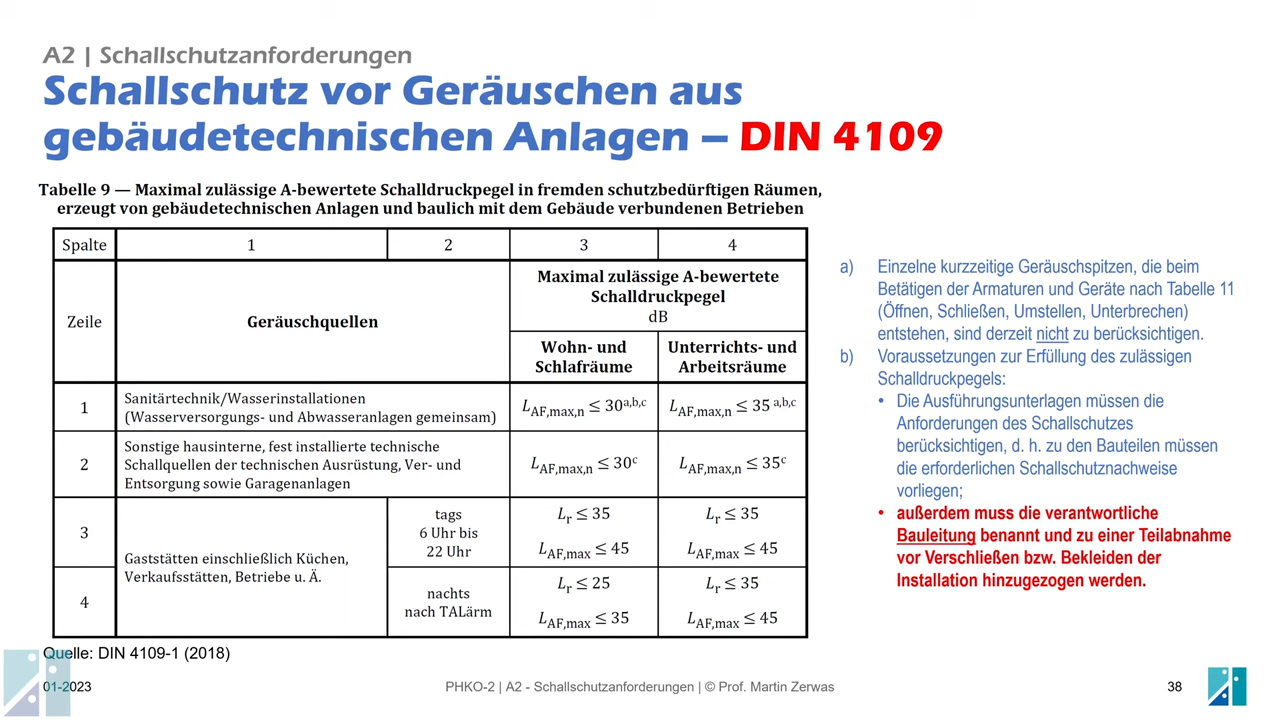 A2 | Schallschutzanforderungen
Schallschutz vor Geräuschen aus
gebäudetechnischen Anlagen – DIN 4109
Tabelle 9 — Maximal zulässige A-bewertete Schalldruckpegel in fremden schutzbedürftigen Räumen,
erzeugt von gebäudetechnischen Anlagen und baulich mit dem Gebäude verbundenen Betrieben
Spalte 1 2 3 4
Zeile
Geräuschquellen
Maximal zulässige A-bewertete
Schalldruckpegel
dB
Wohn- und
Schlafräume
Unterrichts- und
Arbeitsräume
1
Sanitärtechnik/Wasserinstallationen
(Wasserversorgungs- und Abwasseranlagen gemeinsam)
LAF,max,n ≤ 30a,b,c
LAF,max,n ≤ 35 a,b,c
2
Sonstige hausinterne, fest installierte technische
Schallquellen der technischen Ausrüstung, Ver- und
Entsorgung sowie Garagenanlagen
LAF,max,n ≤ 30c
LAF,max,n ≤ 35c
3
Gaststätten einschließlich Küchen,
Verkaufsstätten, Betriebe u. Ä.
tags
6 Uhr bis
22 Uhr
Lr ≤ 35
LAF,max ≤ 45
Lr ≤ 35
LAF,max ≤ 45
4
nachts
nach TALärm
Lr ≤ 25
LAF,max ≤ 35
Lr ≤ 35
LAF,max ≤ 45
Quelle: DIN 4109-1 (2018)
a) Einzelne kurzzeitige Geräuschspitzen, die beim
Betätigen der Armaturen und Geräte nach Tabelle 11
(Öffnen, Schließen, Umstellen, Unterbrechen)
entstehen, sind derzeit nicht zu berücksichtigen.
b) Voraussetzungen zur Erfüllung des zulässigen
Schalldruckpegels:
• Die Ausführungsunterlagen müssen die
Anforderungen des Schallschutzes
berücksichtigen, d. h. zu den Bauteilen müssen
die erforderlichen Schallschutznachweise
vorliegen;
• außerdem muss die verantwortliche
Bauleitung benannt und zu einer Teilabnahme
vor Verschließen bzw. Bekleiden der
Installation hinzugezogen werden.
01-2023
PHKO-2 | A2 - Schallschutzanforderungen | © Prof. Martin Zerwas
38